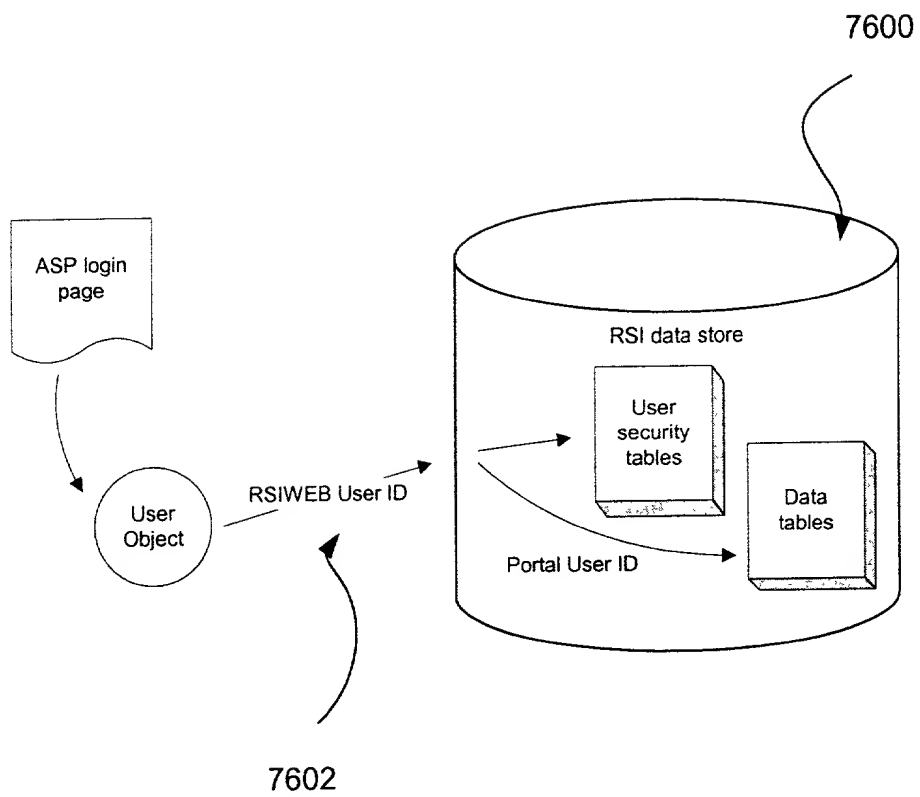 7600
ASP login
page
RSI data store
User
security
tables
RSIWEB User ID
User
Object
Data
tables
Portal User ID
7602